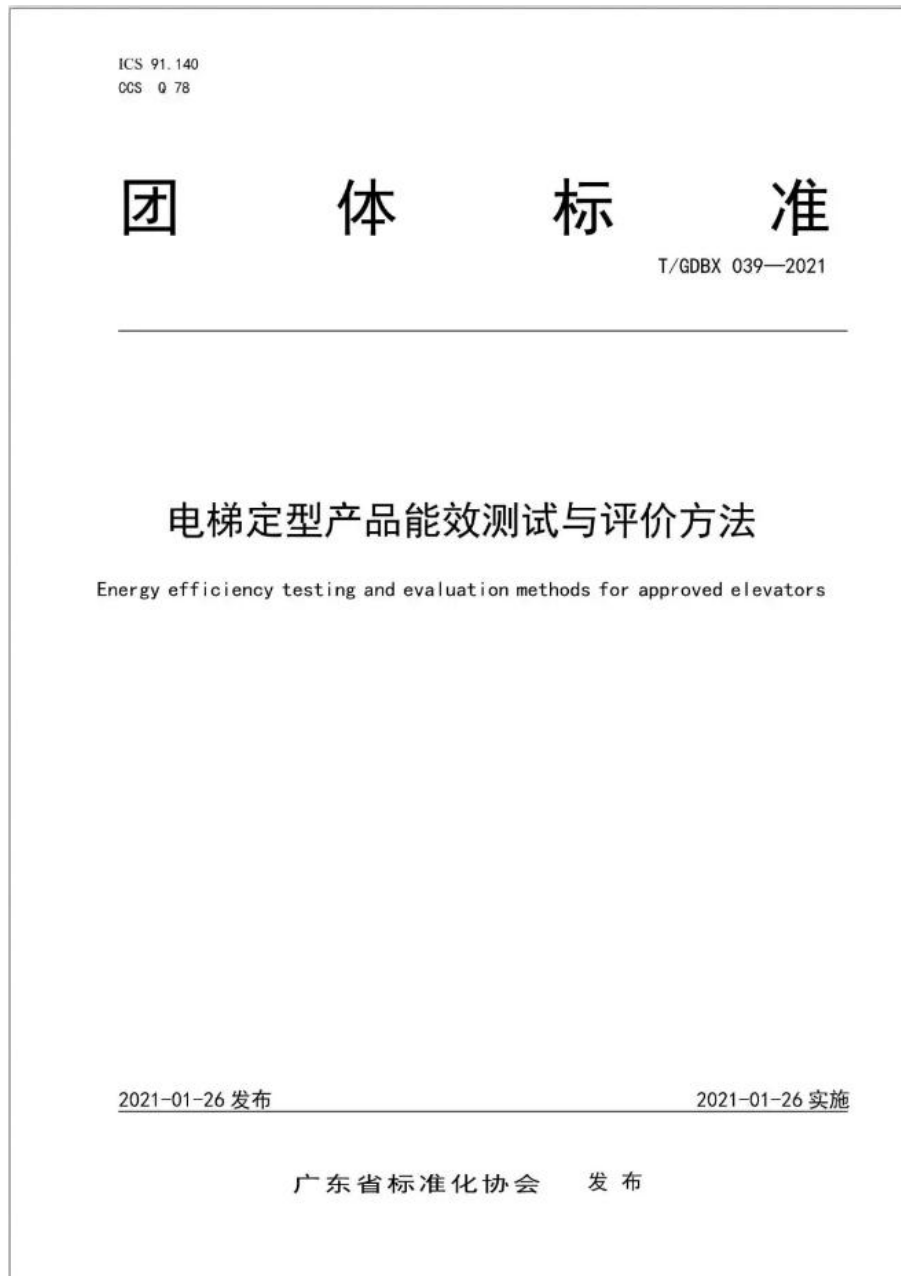 ICS 91.140
CCS Q 78
团体标准
T/GDBX 039—2021
电梯定型产品能效测试与评价方法
Energy efficiency testing and evaluation methods for approved elevators
2021-01-26 发布 2021-01-26 实施
广东省标准化协会 发布